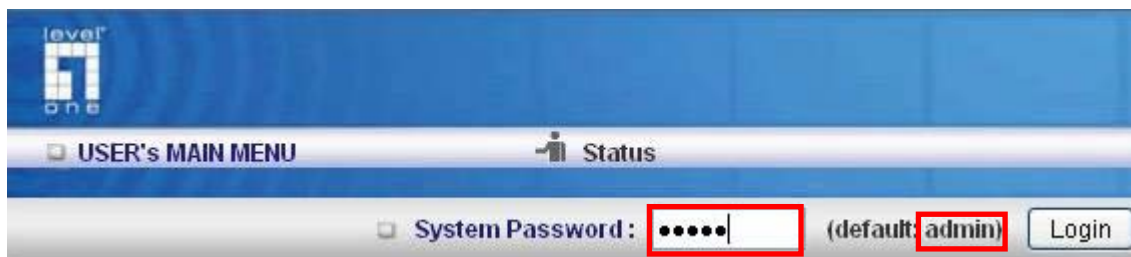 level
one
USER's MAIN MENU Status
System Password : ●●●●● (default: admin) Login